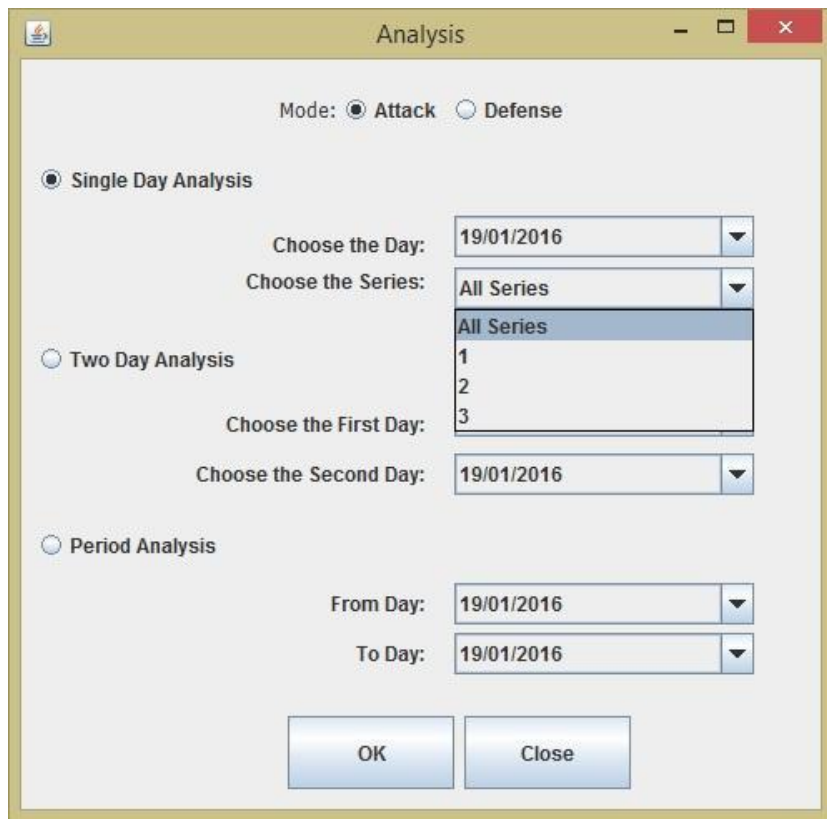 Analysis
Mode: Attack Defense
Single Day Analysis
Choose the Day: 19/01/2016
Choose the Series: All Series
All Series
1
2
3
Two Day Analysis
Choose the First Day:
Choose the Second Day: 19/01/2016
Period Analysis
From Day: 19/01/2016
To Day: 19/01/2016
OK Close